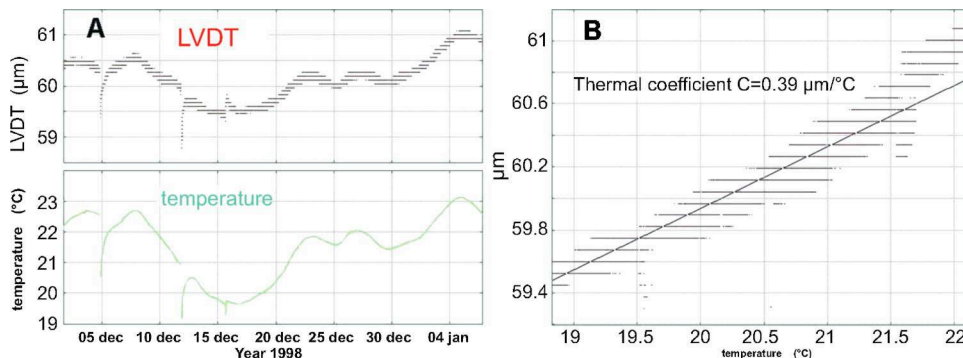 A
LVDT
61
60
59
LVDT (µm)
temperature
23
22
21
20
19
temperature (°C)
05 dec 10 dec 15 dec 20 dec 25 dec 30 dec 04 jan
Year 1998
B
Thermal coefficient C=0.39 µm/°C
61
60.6
60.2
59.8
59.4
µm
19 19.5 20 20.5 21 21.5 22
temperature (°C)